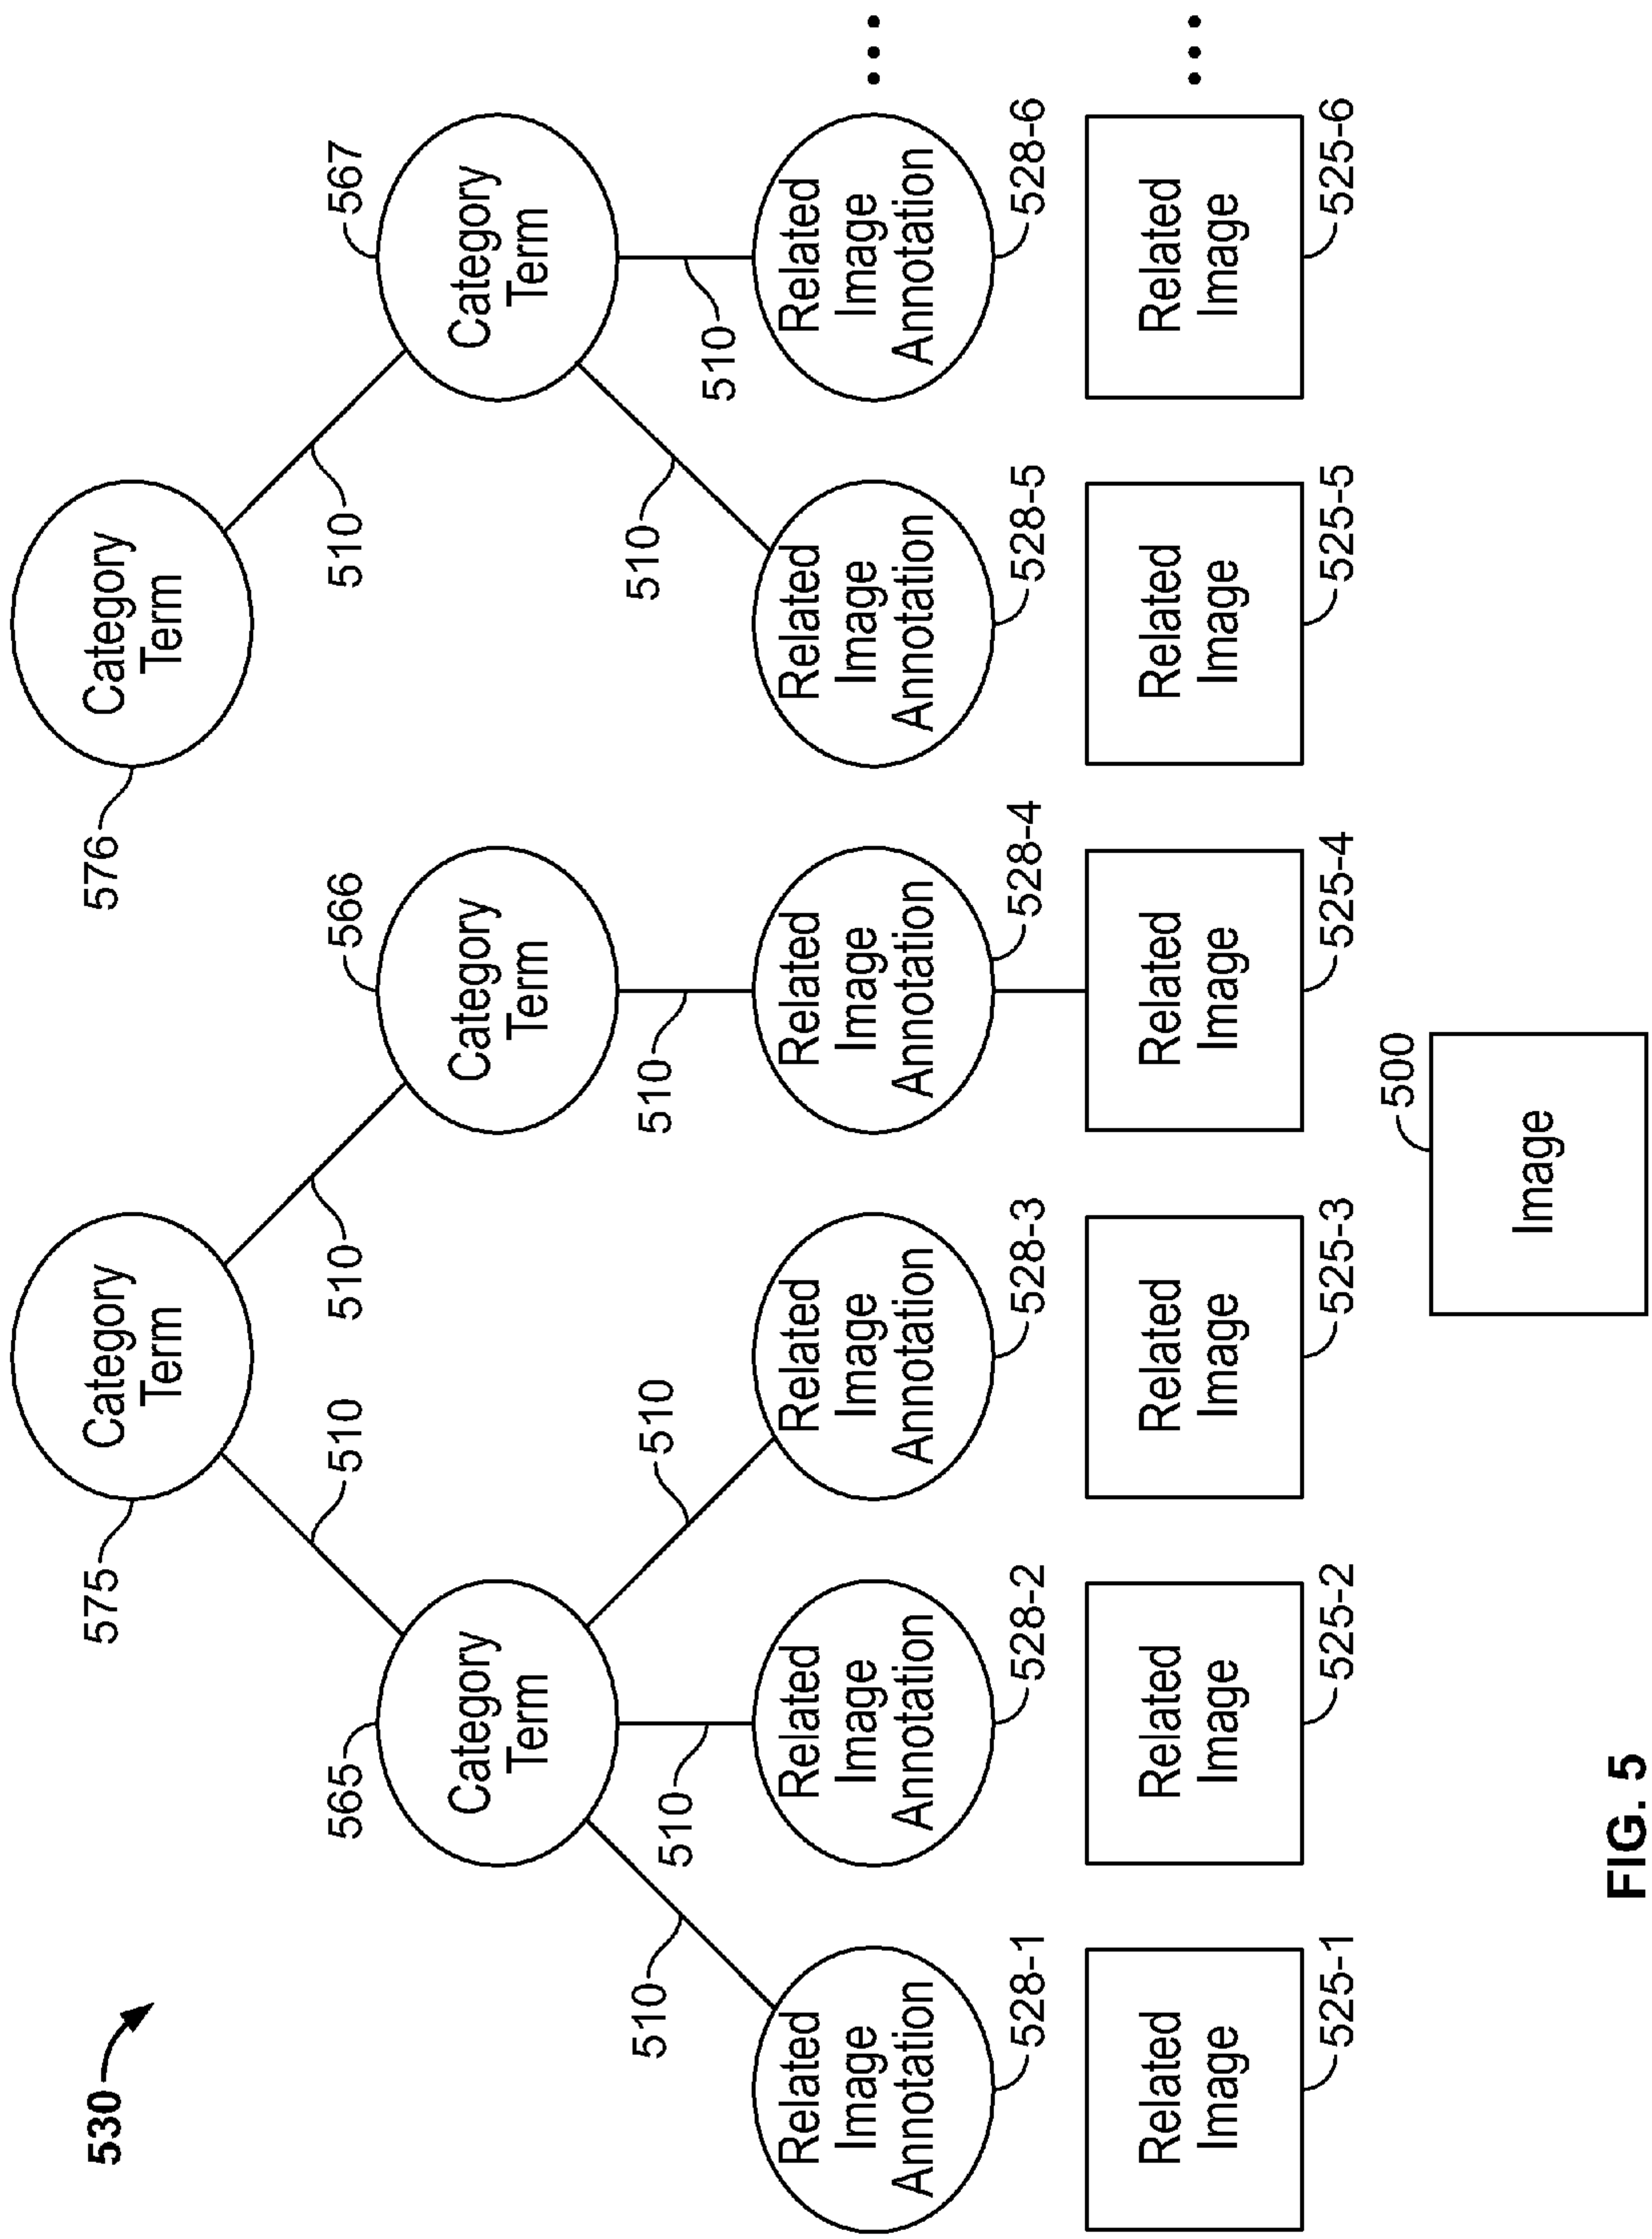 530
575
Category
Term
576
Category
Term
510
510
510
565
Category
Term
566
Category
Term
567
Category
Term
510
510
510
510
510
510
Related
Image
Annotation
Related
Image
Annotation
Related
Image
Annotation
Related
Image
Annotation
Related
Image
Annotation
Related
Image
Annotation
...
528-1
528-2
528-3
528-4
528-5
528-6
Related
Image
Related
Image
Related
Image
Related
Image
Related
Image
Related
Image
...
525-1
525-2
525-3
525-4
525-5
525-6
500
Image
FIG. 5